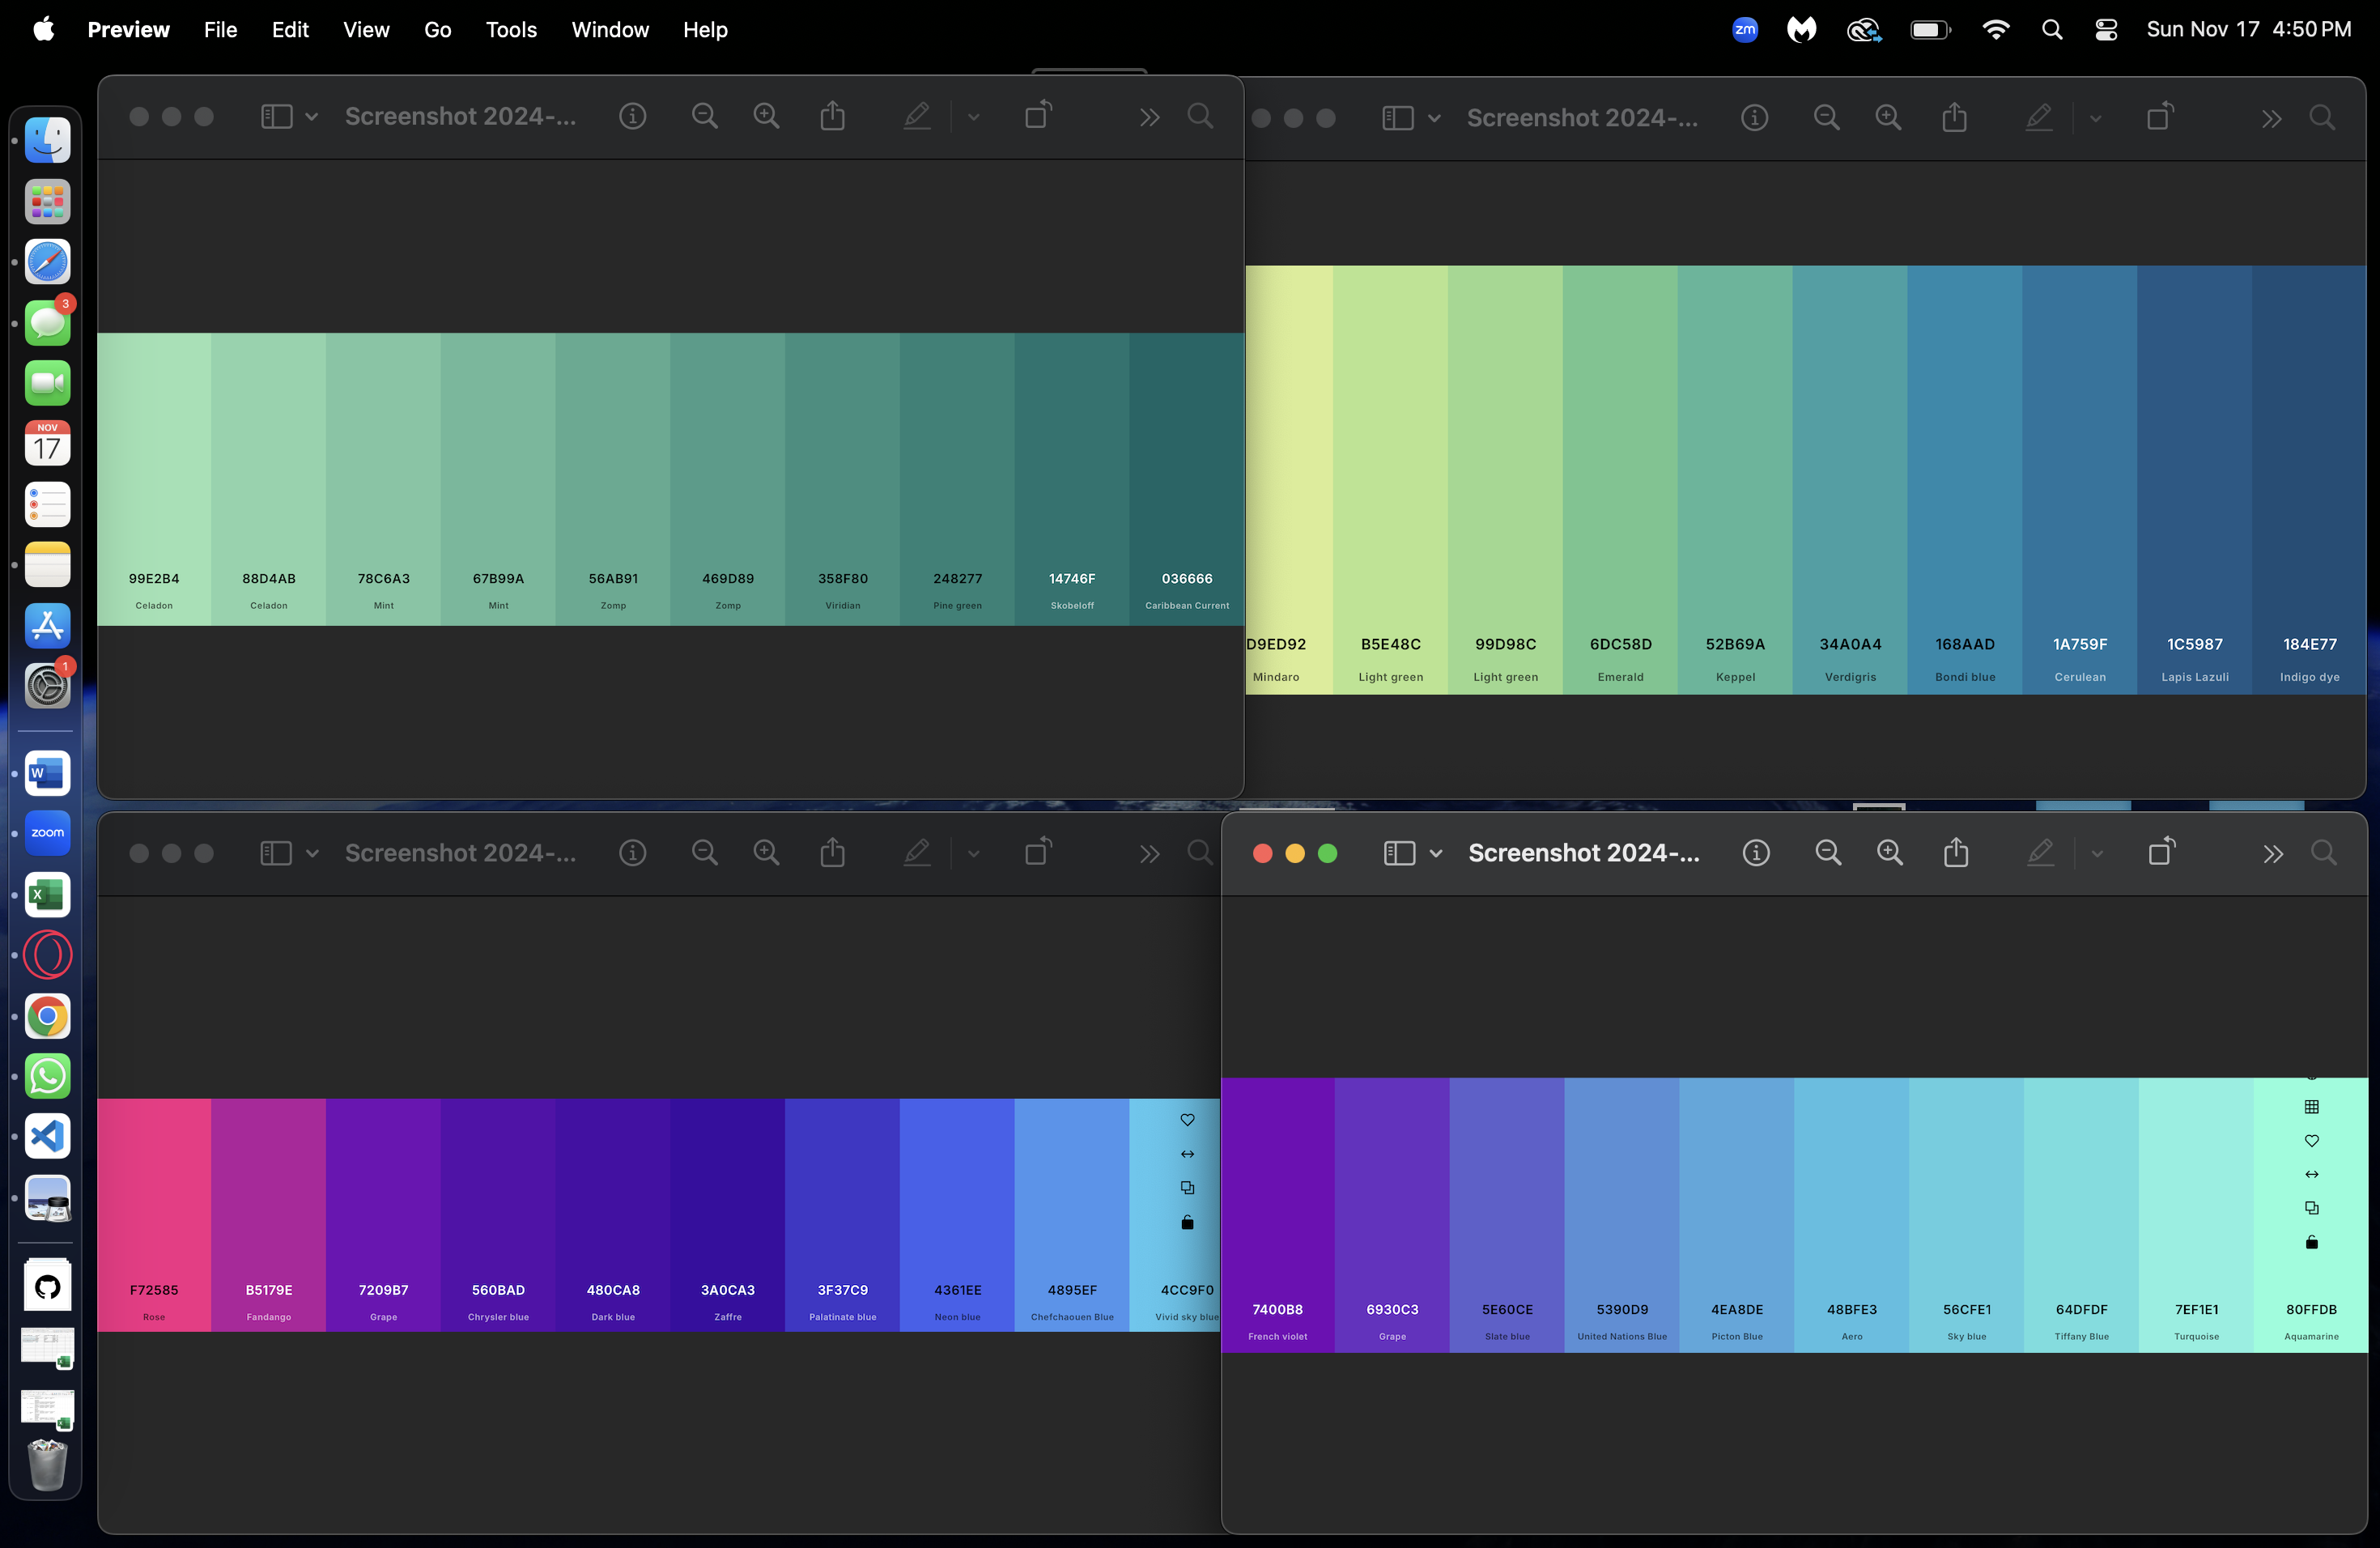 Preview File Edit View Go Tools Window Help
zm
Sun Nov 17 4:50 PM
Screenshot 2024-...
Screenshot 2024-...
3
NOV
17
1
W
zoom
X
X
X
99E2B4 88D4AB 78C6A3 67B99A 56AB91 469D89 358F80 248277 14746F 036666
Celadon Celadon Mint Mint Zomp Zomp Viridian Pine green Skobeloff Caribbean Current
D9ED92 B5E48C 99D98C 6DC58D 52B69A 34A0A4 168AAD 1A759F 1C5987 184E77
Mindaro Light green Light green Emerald Keppel Verdigris Bondi blue Cerulean Lapis Lazuli Indigo dye
Screenshot 2024-...
Screenshot 2024-...
F72585 B5179E 7209B7 560BAD 480CA8 3A0CA3 3F37C9 4361EE 4895EF 4CC9F0
Rose Fandango Grape Chrysler blue Dark blue Zaffre Palatinate blue Neon blue Chefchaouen Blue Vivid sky blue
7400B8 6930C3 5E60CE 5390D9 4EA8DE 48BFE3 56CFE1 64DFDF 7EF1E1 80FFDB
French violet Grape Slate blue United Nations Blue Picton Blue Aero Sky blue Tiffany Blue Turquoise Aquamarine